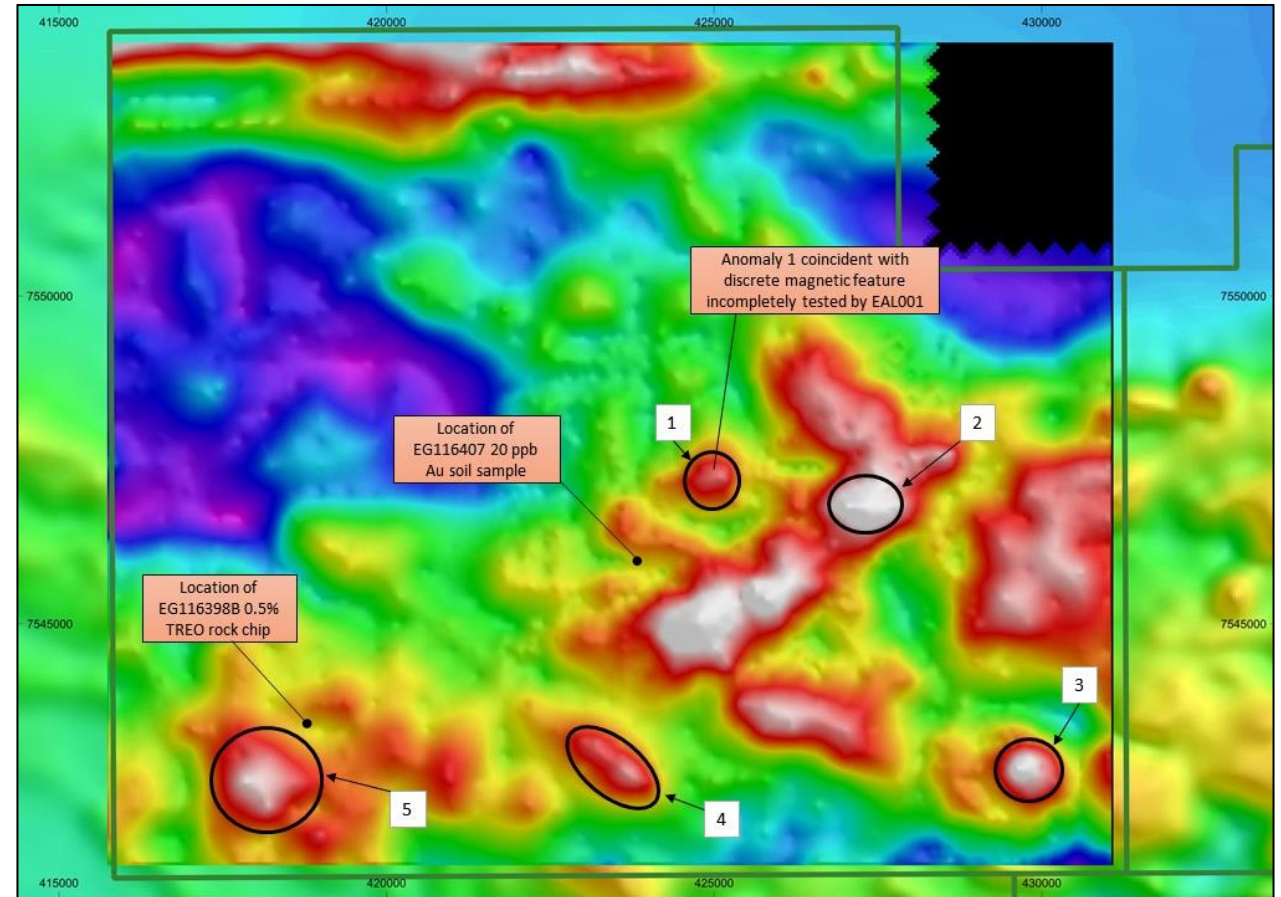 415000
420000
425000
430000
Anomaly 1 coincident with
discrete magnetic feature
incompletely tested by EAL001
7550000
7550000
1
2
Location of
EG116407 20 ppb
Au soil sample
Location of
EG116398B 0.5%
TREO rock chip
7545000
7545000
3
5
4
415000
420000
425000
430000